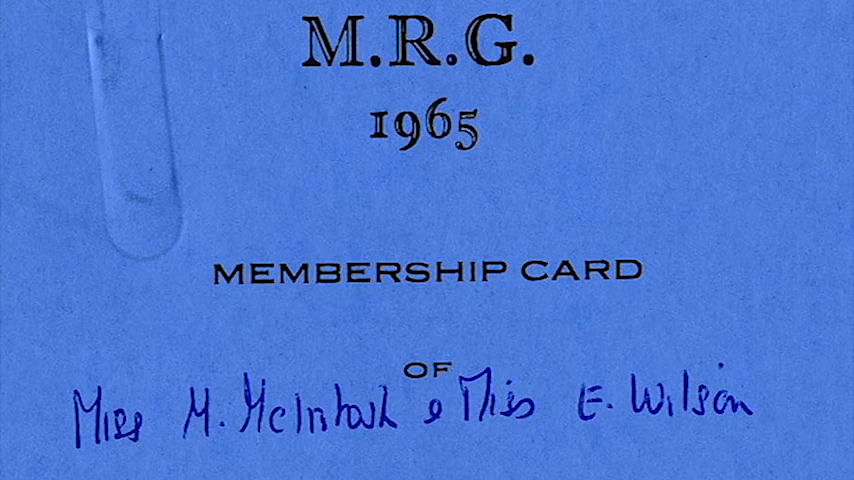 M.R.G.
1965
MEMBERSHIP CARD
OF
Miss M. McIntosh & Miss E. Wilson